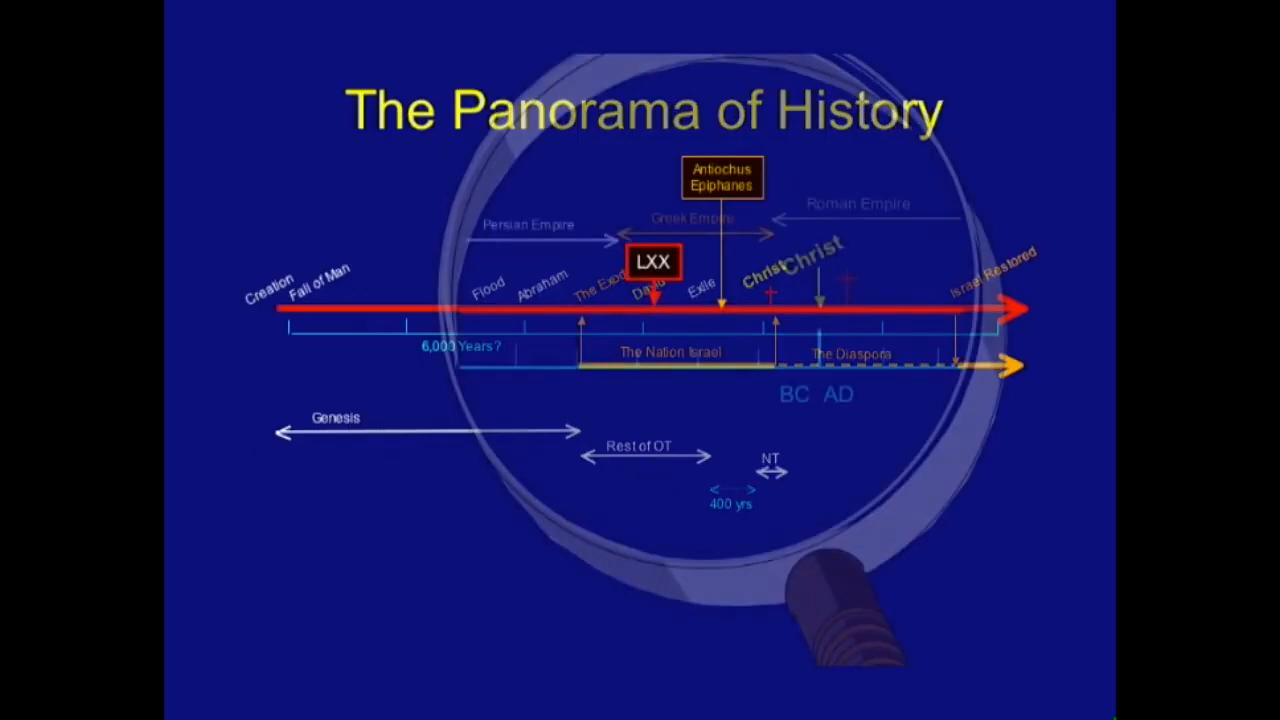 The Panorama of History
Antiochus
Epiphanes
Roman Empire
Persian Empire
Greek Empire
LXX
Creation
Fall of Man
Flood
Abraham
The Exod
David
Exile
Christ
Christ
Israel Restored
6,000 Years?
The Nation Israel
The Diaspora
BC AD
Genesis
Rest of OT
NT
400 yrs